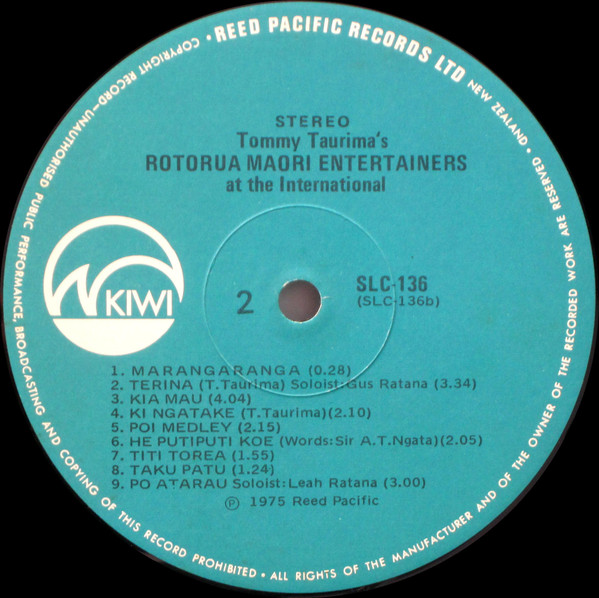 COPYRIGHT RECORD-UNAUTHORISED PUBLIC PERFORMANCE, BROADCASTING AND COPYING OF THIS RECORD PROHIBITED • ALL RIGHTS OF THE MANUFACTURER AND OF THE OWNER OF THE RECORDED WORK ARE RESERVED •
REED PACIFIC RECORDS LTD NEW ZEALAND •
STEREO
Tommy Taurima's
ROTORUA MAORI ENTERTAINERS
at the International
KIWI
2
SLC-136
(SLC-136b)
1. MARANGARANGA (0.28)
2. TERINA (T.Taurima) Soloist: Gus Ratana (3.34)
3. KIA MAU (4.04)
4. KI NGATAKE (T.Taurima)(2.10)
5. POI MEDLEY (2.15)
6. HE PUTIPUTI KOE (Words: Sir A.T.Ngata)(2.05)
7. TITI TOREA (1.55)
8. TAKU PATU (1.24)
9. PO ATARAU Soloist: Leah Ratana (3.00)
℗ 1975 Reed Pacific